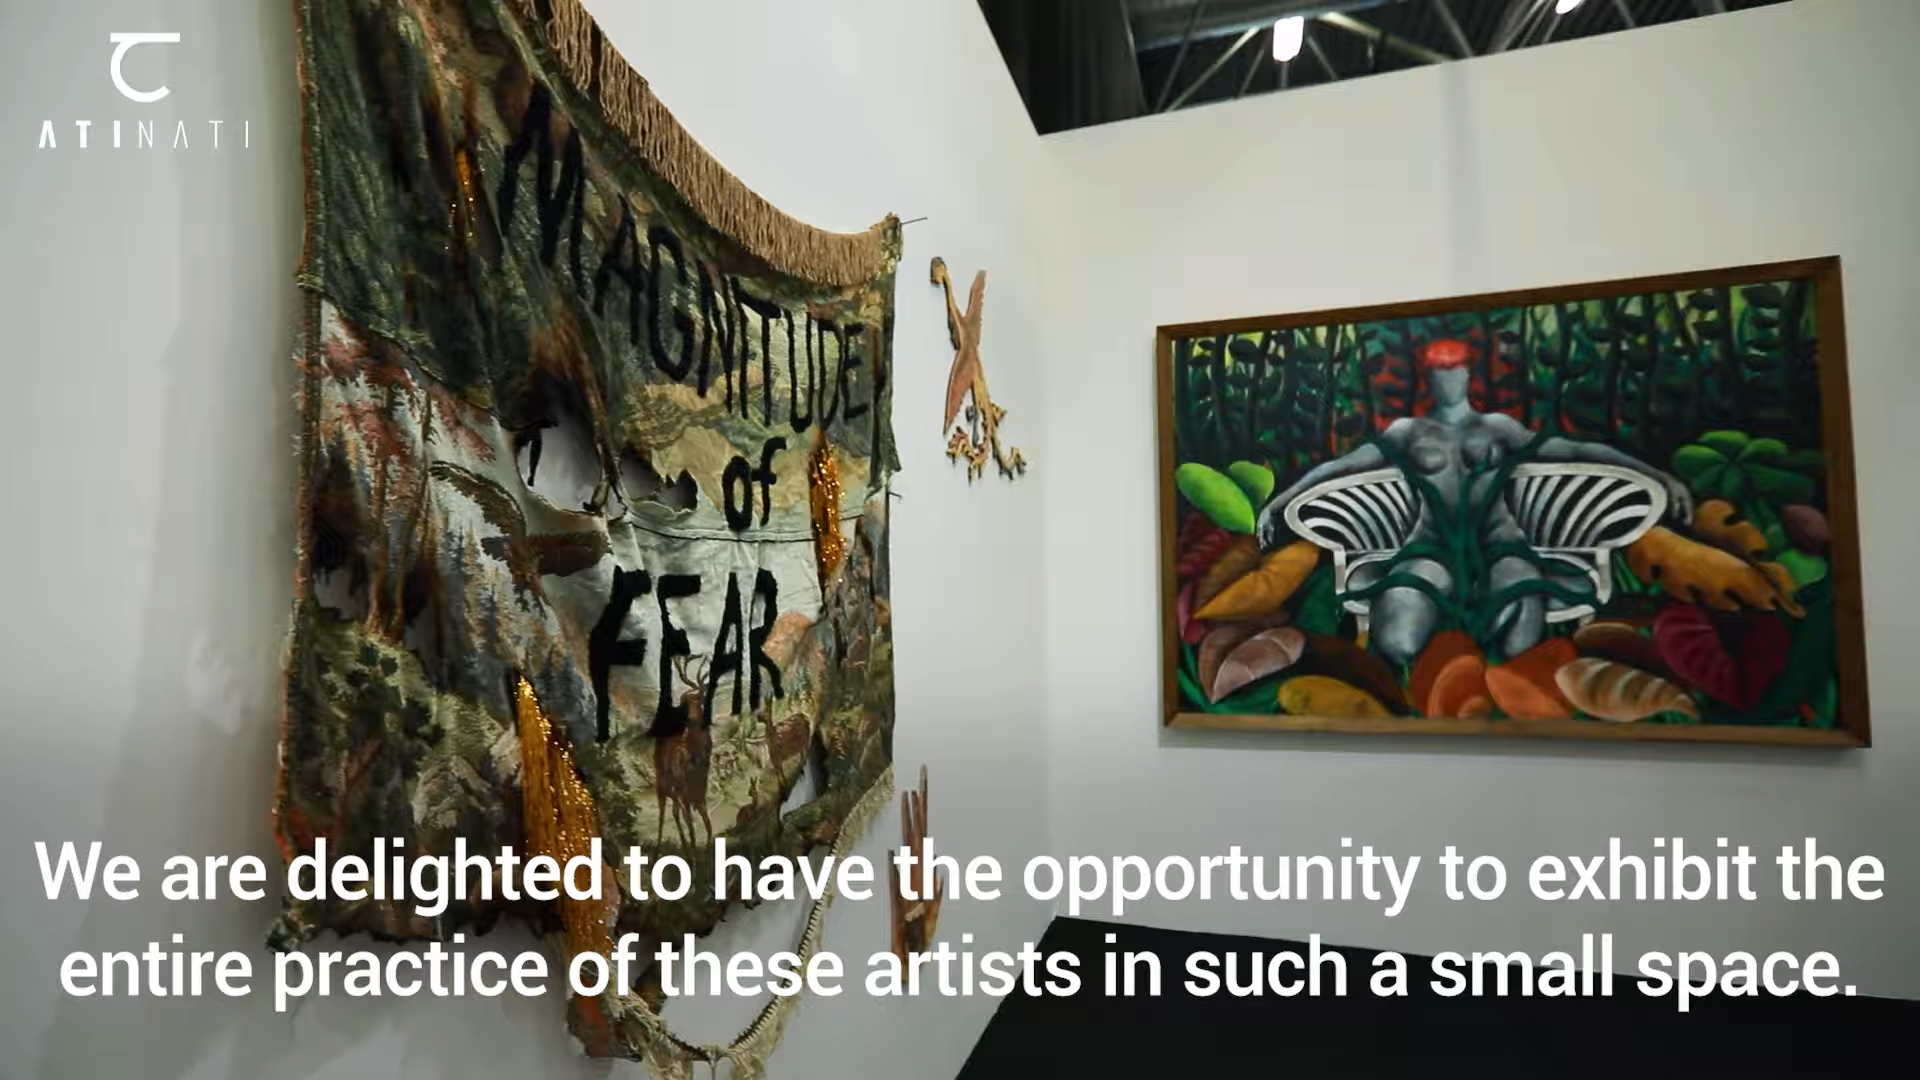 ATINATI
MAGNITUDE
of
FEAR
We are delighted to have the opportunity to exhibit the
entire practice of these artists in such a small space.